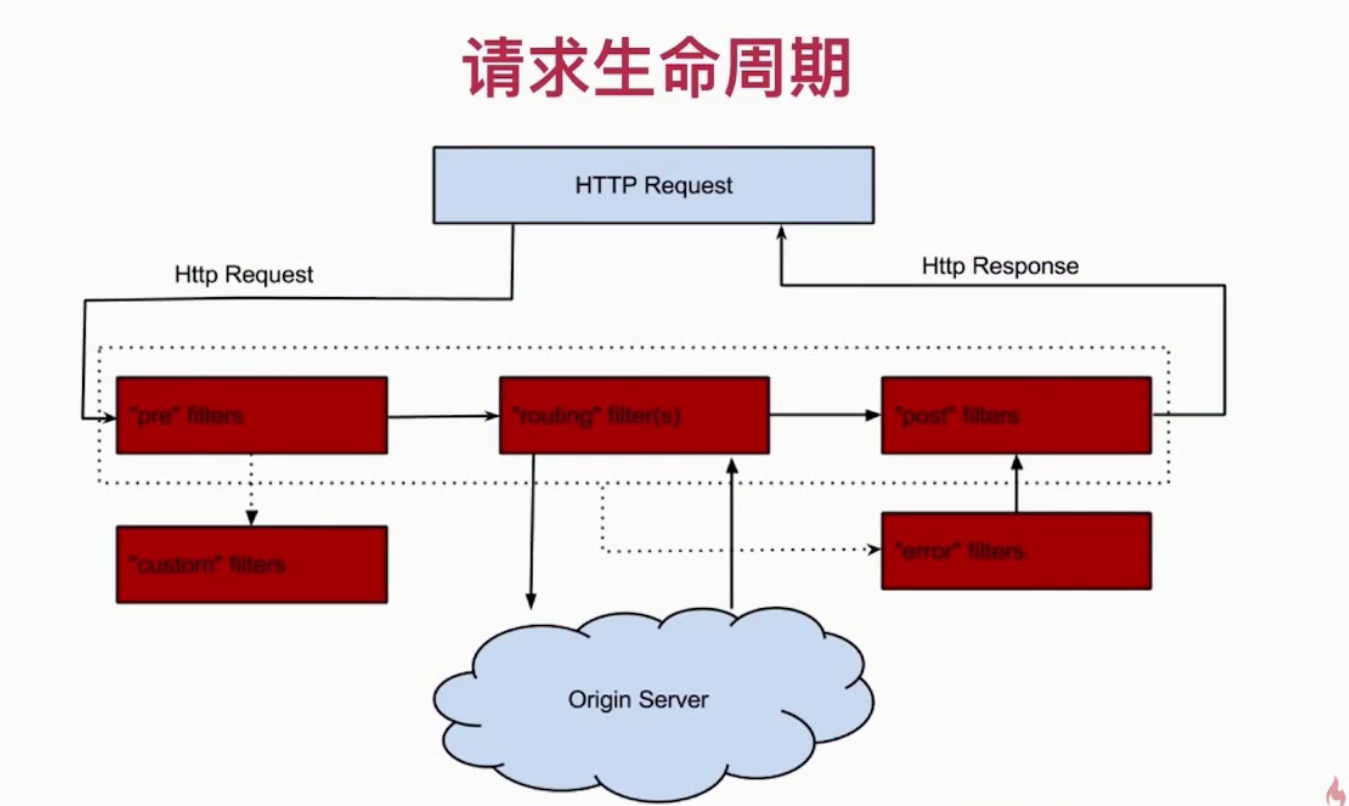 请求生命周期
HTTP Request
Http Request
Http Response
"pre" filters
"routing" filter(s)
"post" filters
"custom" filters
"error" filters
Origin Server